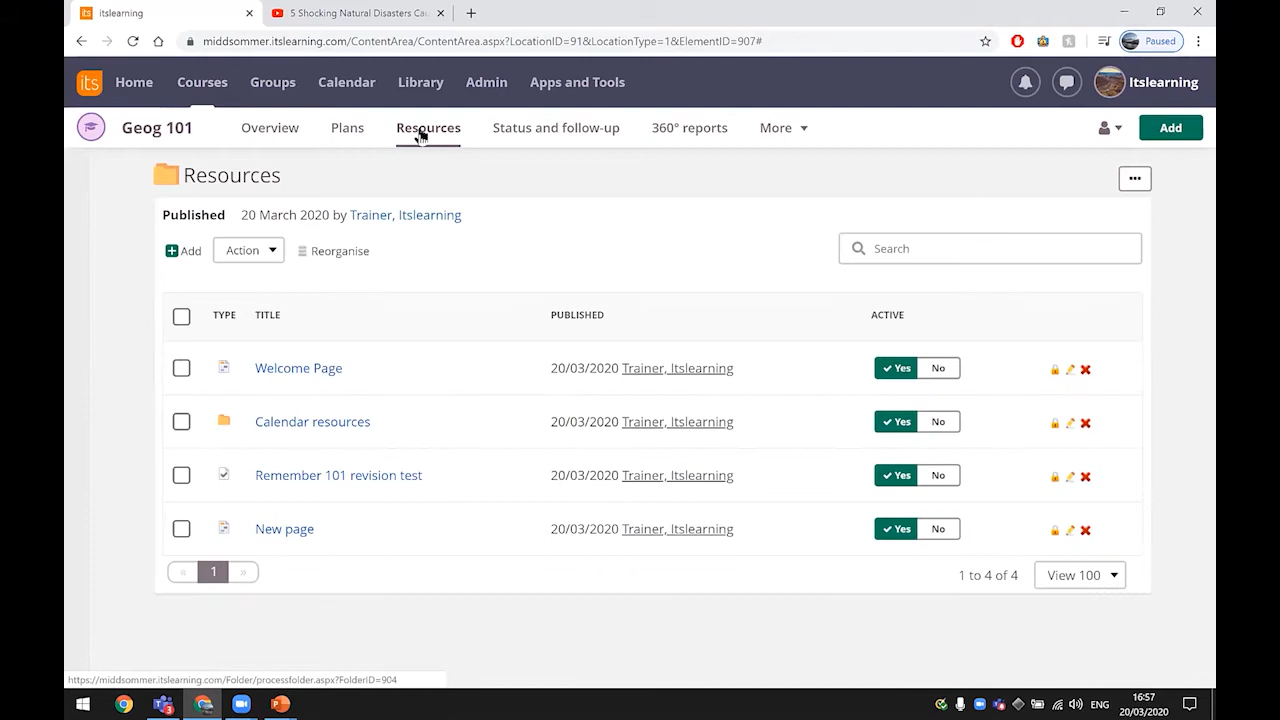 itslearning
5 Shocking Natural Disasters Cau
middsommer.itslearning.com/ContentArea/ContentArea.aspx?LocationID=91&LocationType=1&ElementID=907#
Paused
its Home Courses Groups Calendar Library Admin Apps and Tools Itslearning
Geog 101 Overview Plans Resources Status and follow-up 360° reports More Add
Resources
Published 20 March 2020 by Trainer, Itslearning
Add Action Reorganise Search
TYPE TITLE PUBLISHED ACTIVE
Welcome Page 20/03/2020 Trainer, Itslearning Yes No
Calendar resources 20/03/2020 Trainer, Itslearning Yes No
Remember 101 revision test 20/03/2020 Trainer, Itslearning Yes No
New page 20/03/2020 Trainer, Itslearning Yes No
« 1 » 1 to 4 of 4 View 100
https://middsommer.itslearning.com/Folder/processfolder.aspx?FolderID=904
ENG 16:57
20/03/2020